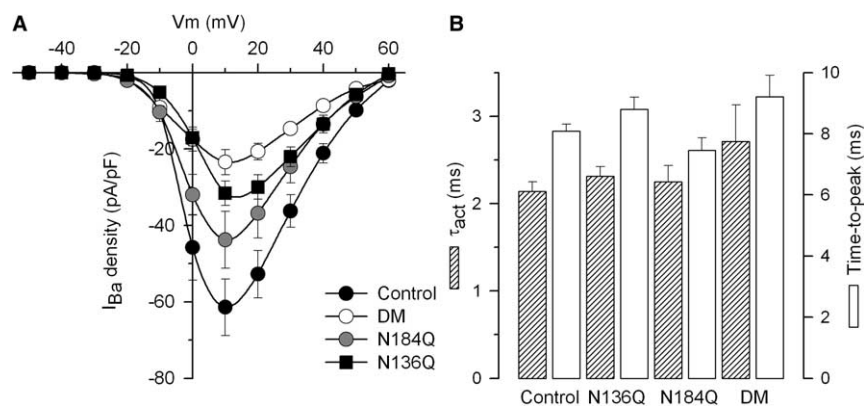 A
Vm (mV)
-40 -20 0 20 40 60
-20
-40
-60
-80
I Ba density (pA/pF)
Control
DM
N184Q
N136Q
B
3
2
1
0
τact (ms)
10
8
6
4
2
0
Time-to-peak (ms)
Control N136Q N184Q DM